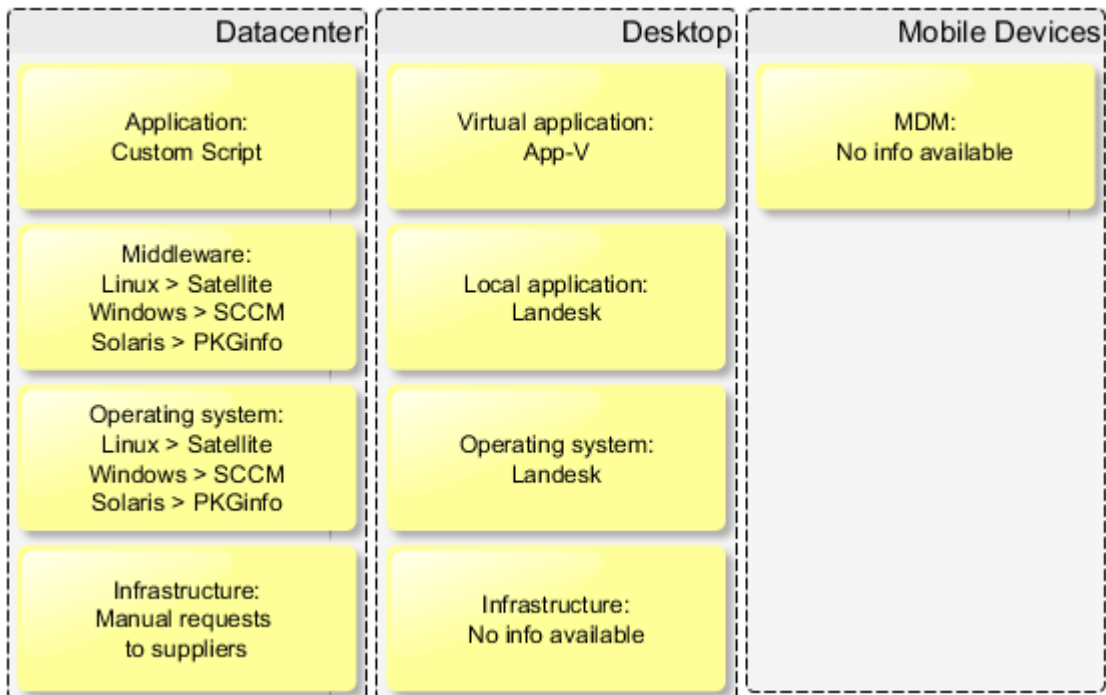 Datacenter
Application:
Custom Script
Middleware:
Linux > Satellite
Windows > SCCM
Solaris > PKGinfo
Operating system:
Linux > Satellite
Windows > SCCM
Solaris > PKGinfo
Infrastructure:
Manual requests
to suppliers
Desktop
Virtual application:
App-V
Local application:
Landesk
Operating system:
Landesk
Infrastructure:
No info available
Mobile Devices
MDM:
No info available